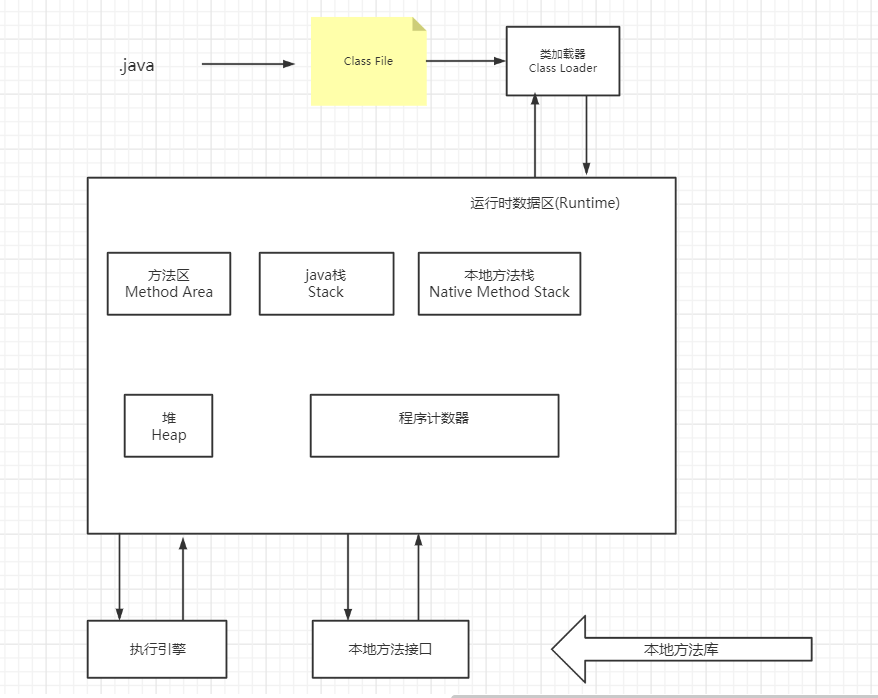 .java
Class File
类加载器
Class Loader
运行时数据区(Runtime)
方法区
Method Area
java栈
Stack
本地方法栈
Native Method Stack
堆
Heap
程序计数器
执行引擎
本地方法接口
本地方法库